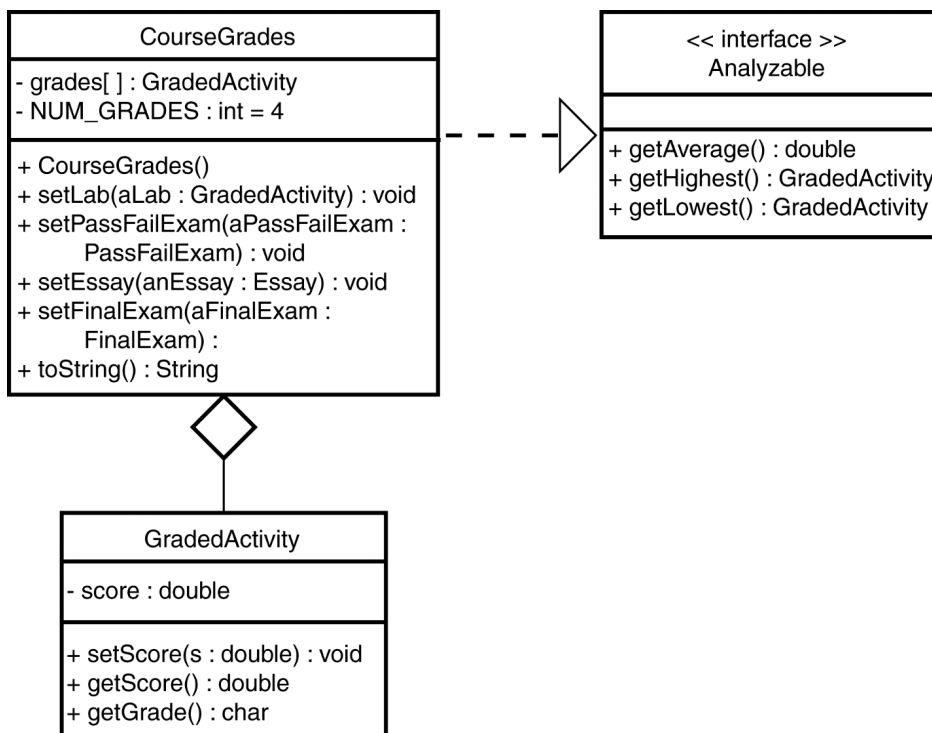 CourseGrades
- grades[ ] : GradedActivity
- NUM_GRADES : int = 4
+ CourseGrades()
+ setLab(aLab : GradedActivity) : void
+ setPassFailExam(aPassFailExam :
PassFailExam) : void
+ setEssay(anEssay : Essay) : void
+ setFinalExam(aFinalExam :
FinalExam) :
+ toString() : String
<< interface >>
Analyzable
+ getAverage() : double
+ getHighest() : GradedActivity
+ getLowest() : GradedActivity
GradedActivity
- score : double
+ setScore(s : double) : void
+ getScore() : double
+ getGrade() : char